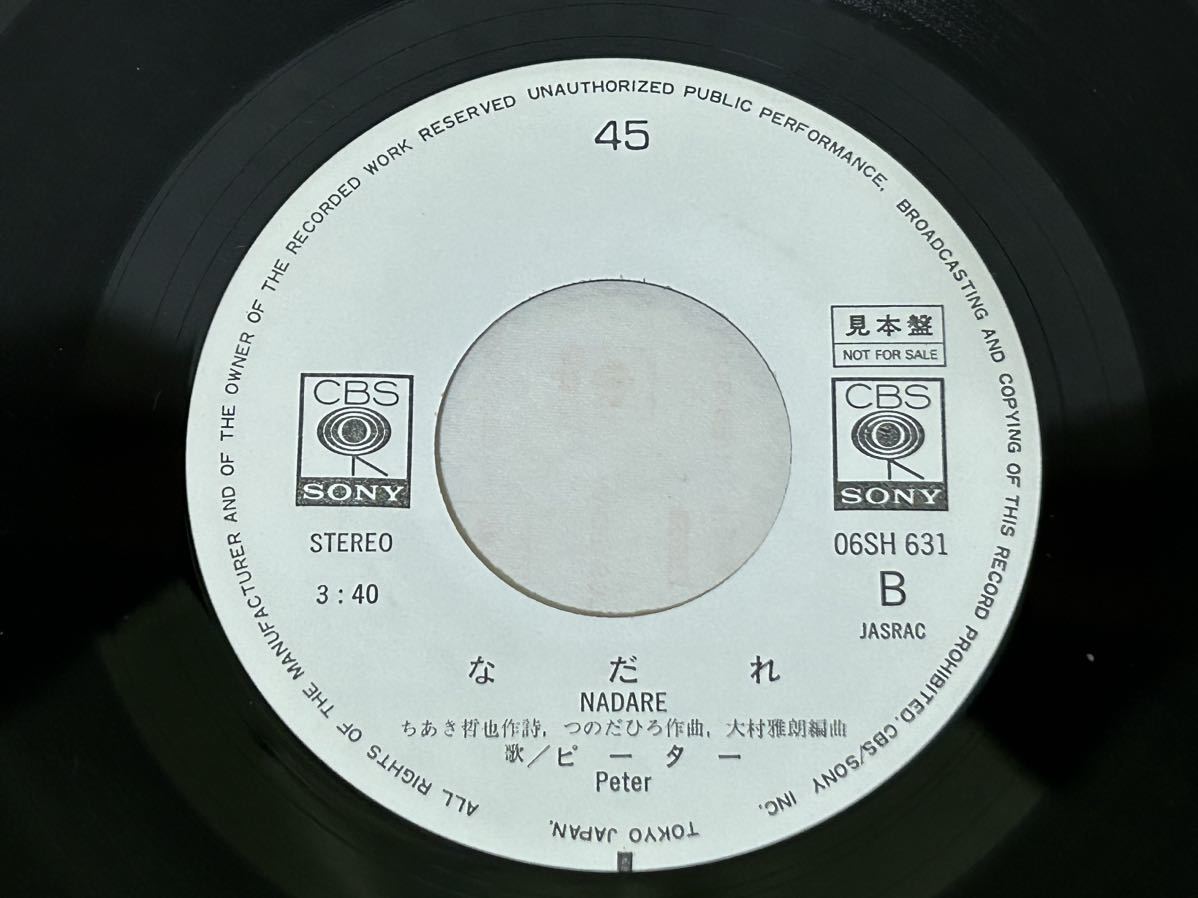 ALL RIGHTS OF THE MANUFACTURER AND OF THE OWNER OF THE RECORDED WORK RESERVED UNAUTHORIZED PUBLIC PERFORMANCE, BROADCASTING AND COPYING OF THIS RECORD PROHIBITED. CBS/SONY INC.
TOKYO JAPAN.
45
見本盤
NOT FOR SALE
CBS
SONY
CBS
SONY
STEREO
3:40
06SH 631
B
JASRAC
なだれ
NADARE
ちあき哲也作詩, つのだひろ作曲, 大村雅朗編曲
歌/ピーター
Peter